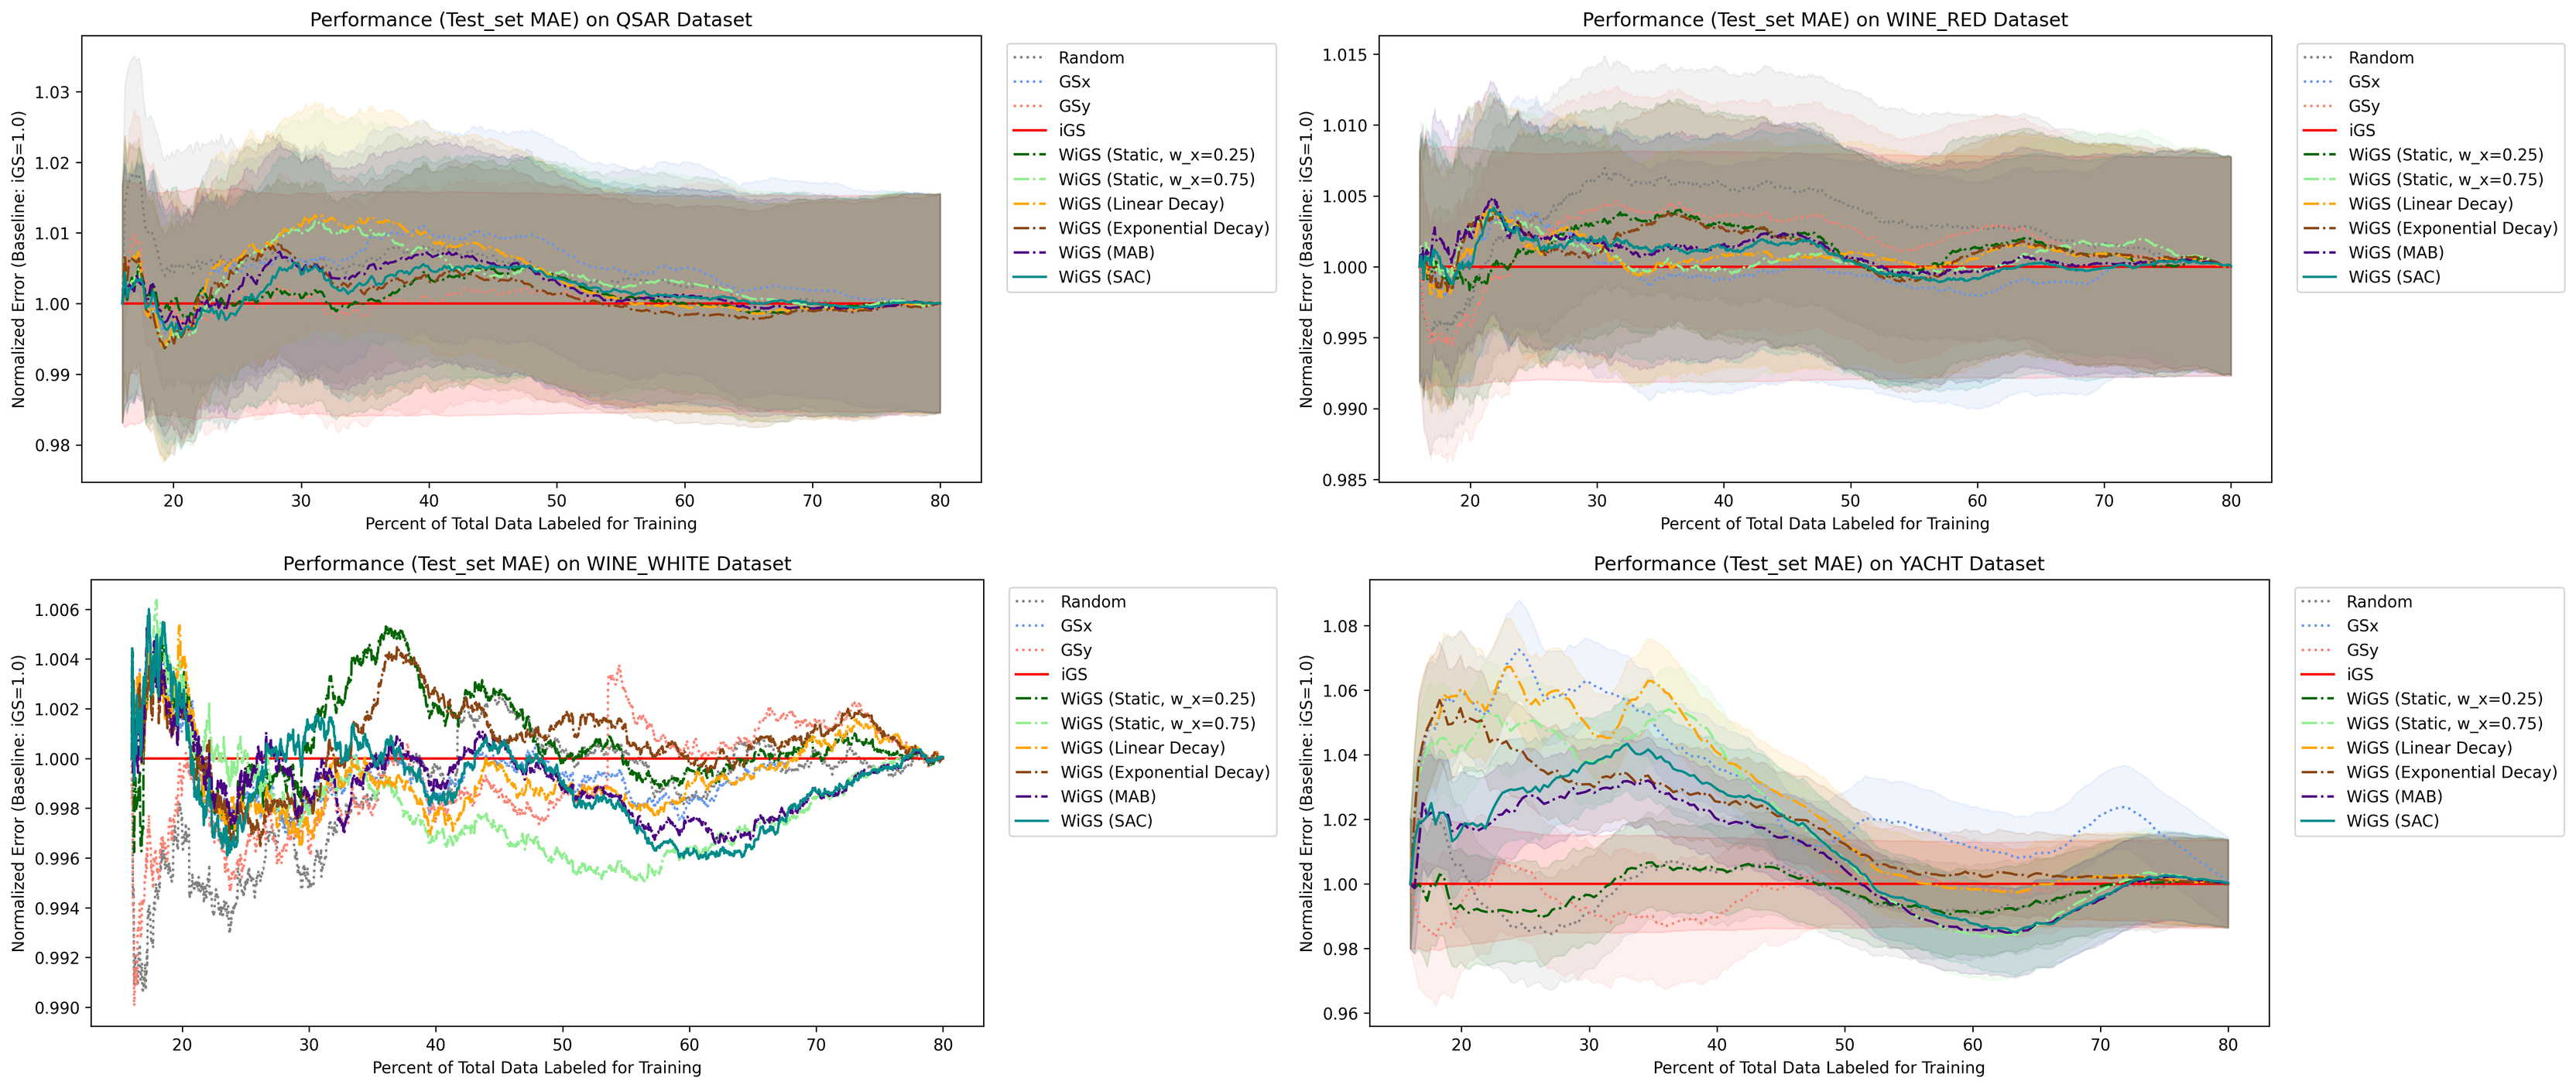 Performance (Test_set MAE) on QSAR Dataset
Normalized Error (Baseline: iGS=1.0)
1.03
1.02
1.01
1.00
0.99
0.98
20 30 40 50 60 70 80
Percent of Total Data Labeled for Training
Random
GSx
GSy
iGS
WiGS (Static, w_x=0.25)
WiGS (Static, w_x=0.75)
WiGS (Linear Decay)
WiGS (Exponential Decay)
WiGS (MAB)
WiGS (SAC)
Performance (Test_set MAE) on WINE_RED Dataset
Normalized Error (Baseline: iGS=1.0)
1.015
1.010
1.005
1.000
0.995
0.990
0.985
20 30 40 50 60 70 80
Percent of Total Data Labeled for Training
Random
GSx
GSy
iGS
WiGS (Static, w_x=0.25)
WiGS (Static, w_x=0.75)
WiGS (Linear Decay)
WiGS (Exponential Decay)
WiGS (MAB)
WiGS (SAC)
Performance (Test_set MAE) on WINE_WHITE Dataset
Normalized Error (Baseline: iGS=1.0)
1.006
1.004
1.002
1.000
0.998
0.996
0.994
0.992
0.990
20 30 40 50 60 70 80
Percent of Total Data Labeled for Training
Random
GSx
GSy
iGS
WiGS (Static, w_x=0.25)
WiGS (Static, w_x=0.75)
WiGS (Linear Decay)
WiGS (Exponential Decay)
WiGS (MAB)
WiGS (SAC)
Performance (Test_set MAE) on YACHT Dataset
Normalized Error (Baseline: iGS=1.0)
1.08
1.06
1.04
1.02
1.00
0.98
0.96
20 30 40 50 60 70 80
Percent of Total Data Labeled for Training
Random
GSx
GSy
iGS
WiGS (Static, w_x=0.25)
WiGS (Static, w_x=0.75)
WiGS (Linear Decay)
WiGS (Exponential Decay)
WiGS (MAB)
WiGS (SAC)